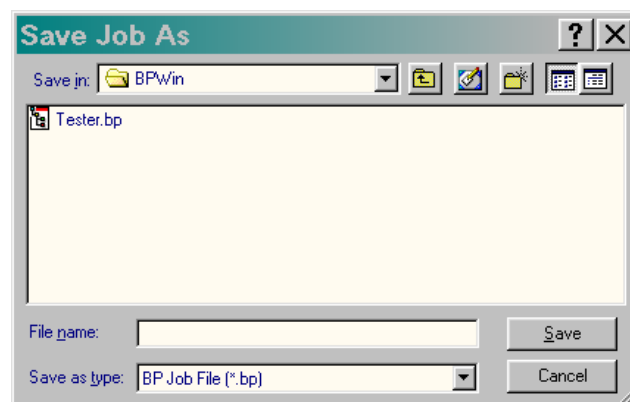 Save Job As
Save in: BPWin
Tester.bp
File name: Save
Save as type: BP Job File (*.bp) Cancel